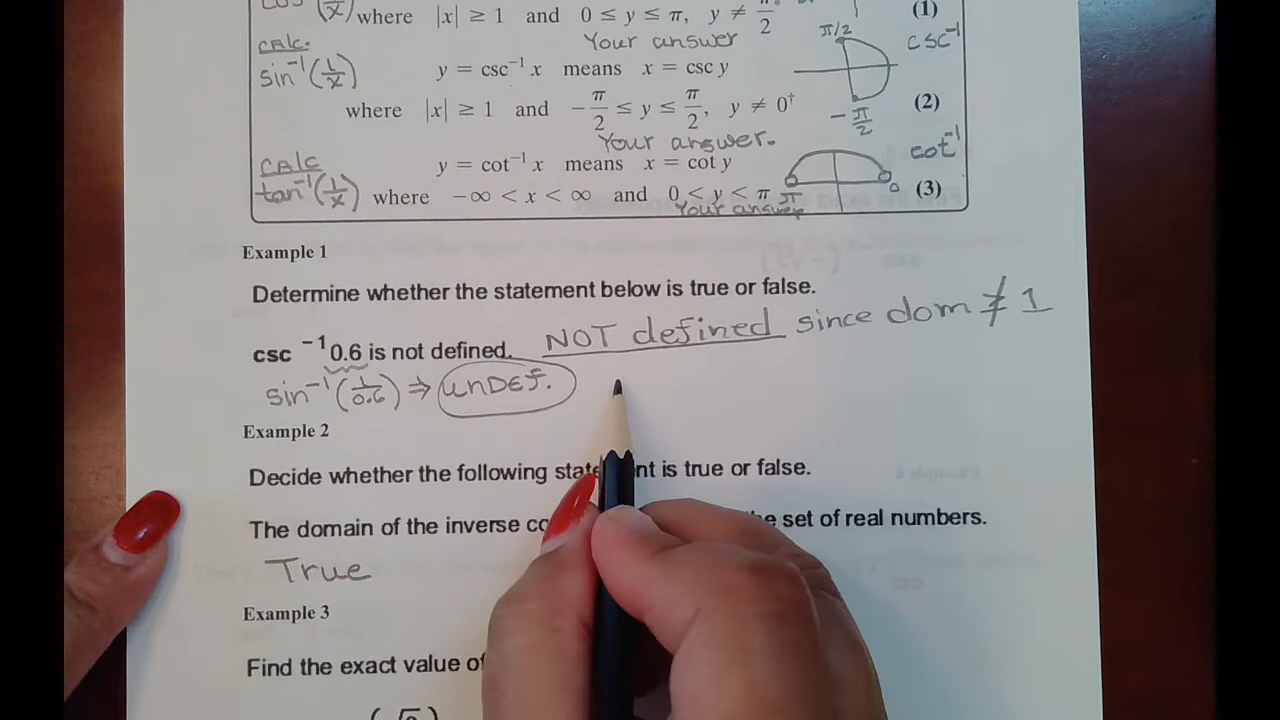 where |x| ≥ 1 and 0 ≤ y ≤ π, y ≠ π/2 (1)
CALC. Your answer π/2 csc⁻¹
sin⁻¹(1/x) y = csc⁻¹ x means x = csc y
where |x| ≥ 1 and −π/2 ≤ y ≤ π/2, y ≠ 0† −π/2 (2)
Your answer.
CALC y = cot⁻¹ x means x = cot y cot⁻¹
tan⁻¹(1/x) where −∞ < x < ∞ and 0 < y < π π 0 (3)
Your answer
Example 1
Determine whether the statement below is true or false.
csc ⁻¹0.6 is not defined. NOT defined since dom ≱ 1
sin⁻¹(1/0.6) ⇒ UNDEF.
Example 2
Decide whether the following is true or false.
The domain of the inverse set of real numbers.
True
Example 3
Find the exact value of